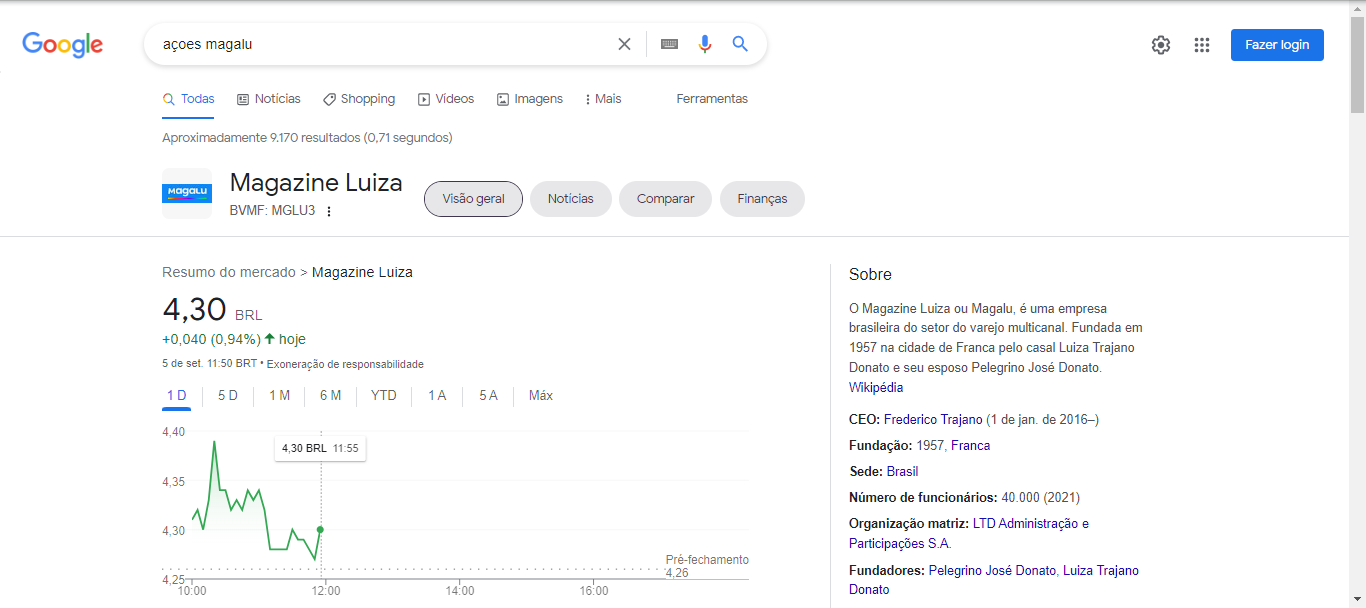 Google
açoes magalu
Fazer login
Todas Notícias Shopping Vídeos Imagens Mais Ferramentas
Aproximadamente 9.170 resultados (0,71 segundos)
MagaLu
Magazine Luiza
BVMF: MGLU3
Visão geral Notícias Comparar Finanças
Resumo do mercado > Magazine Luiza
4,30 BRL
+0,040 (0,94%) hoje
5 de set. 11:50 BRT • Exoneração de responsabilidade
1 D 5 D 1 M 6 M YTD 1 A 5 A Máx
4,40
4,30 BRL 11:55
4,35
4,30
Pré-fechamento
4,26
4,25
10:00 12:00 14:00 16:00
Sobre
O Magazine Luiza ou Magalu, é uma empresa
brasileira do setor do varejo multicanal. Fundada em
1957 na cidade de Franca pelo casal Luiza Trajano
Donato e seu esposo Pelegrino José Donato.
Wikipédia
CEO: Frederico Trajano (1 de jan. de 2016–)
Fundação: 1957, Franca
Sede: Brasil
Número de funcionários: 40.000 (2021)
Organização matriz: LTD Administração e
Participações S.A.
Fundadores: Pelegrino José Donato, Luiza Trajano
Donato